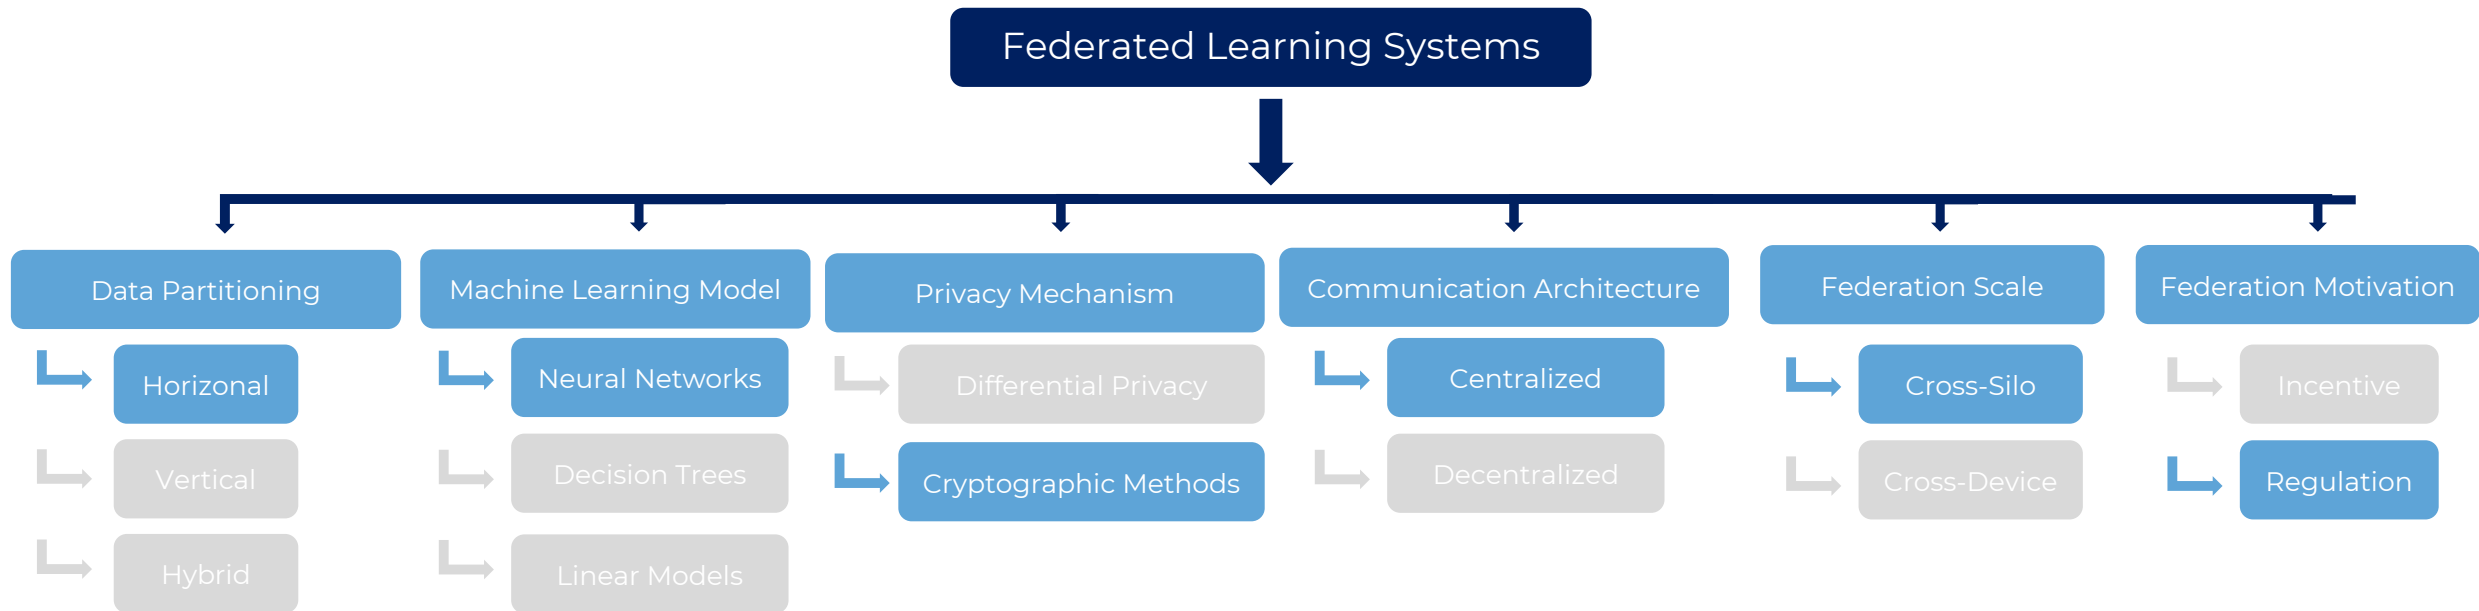 Federated Learning Systems
Data Partitioning
Horizonal
Vertical
Hybrid
Machine Learning Model
Neural Networks
Decision Trees
Linear Models
Privacy Mechanism
Differential Privacy
Cryptographic Methods
Communication Architecture
Centralized
Decentralized
Federation Scale
Cross-Silo
Cross-Device
Federation Motivation
Incentive
Regulation